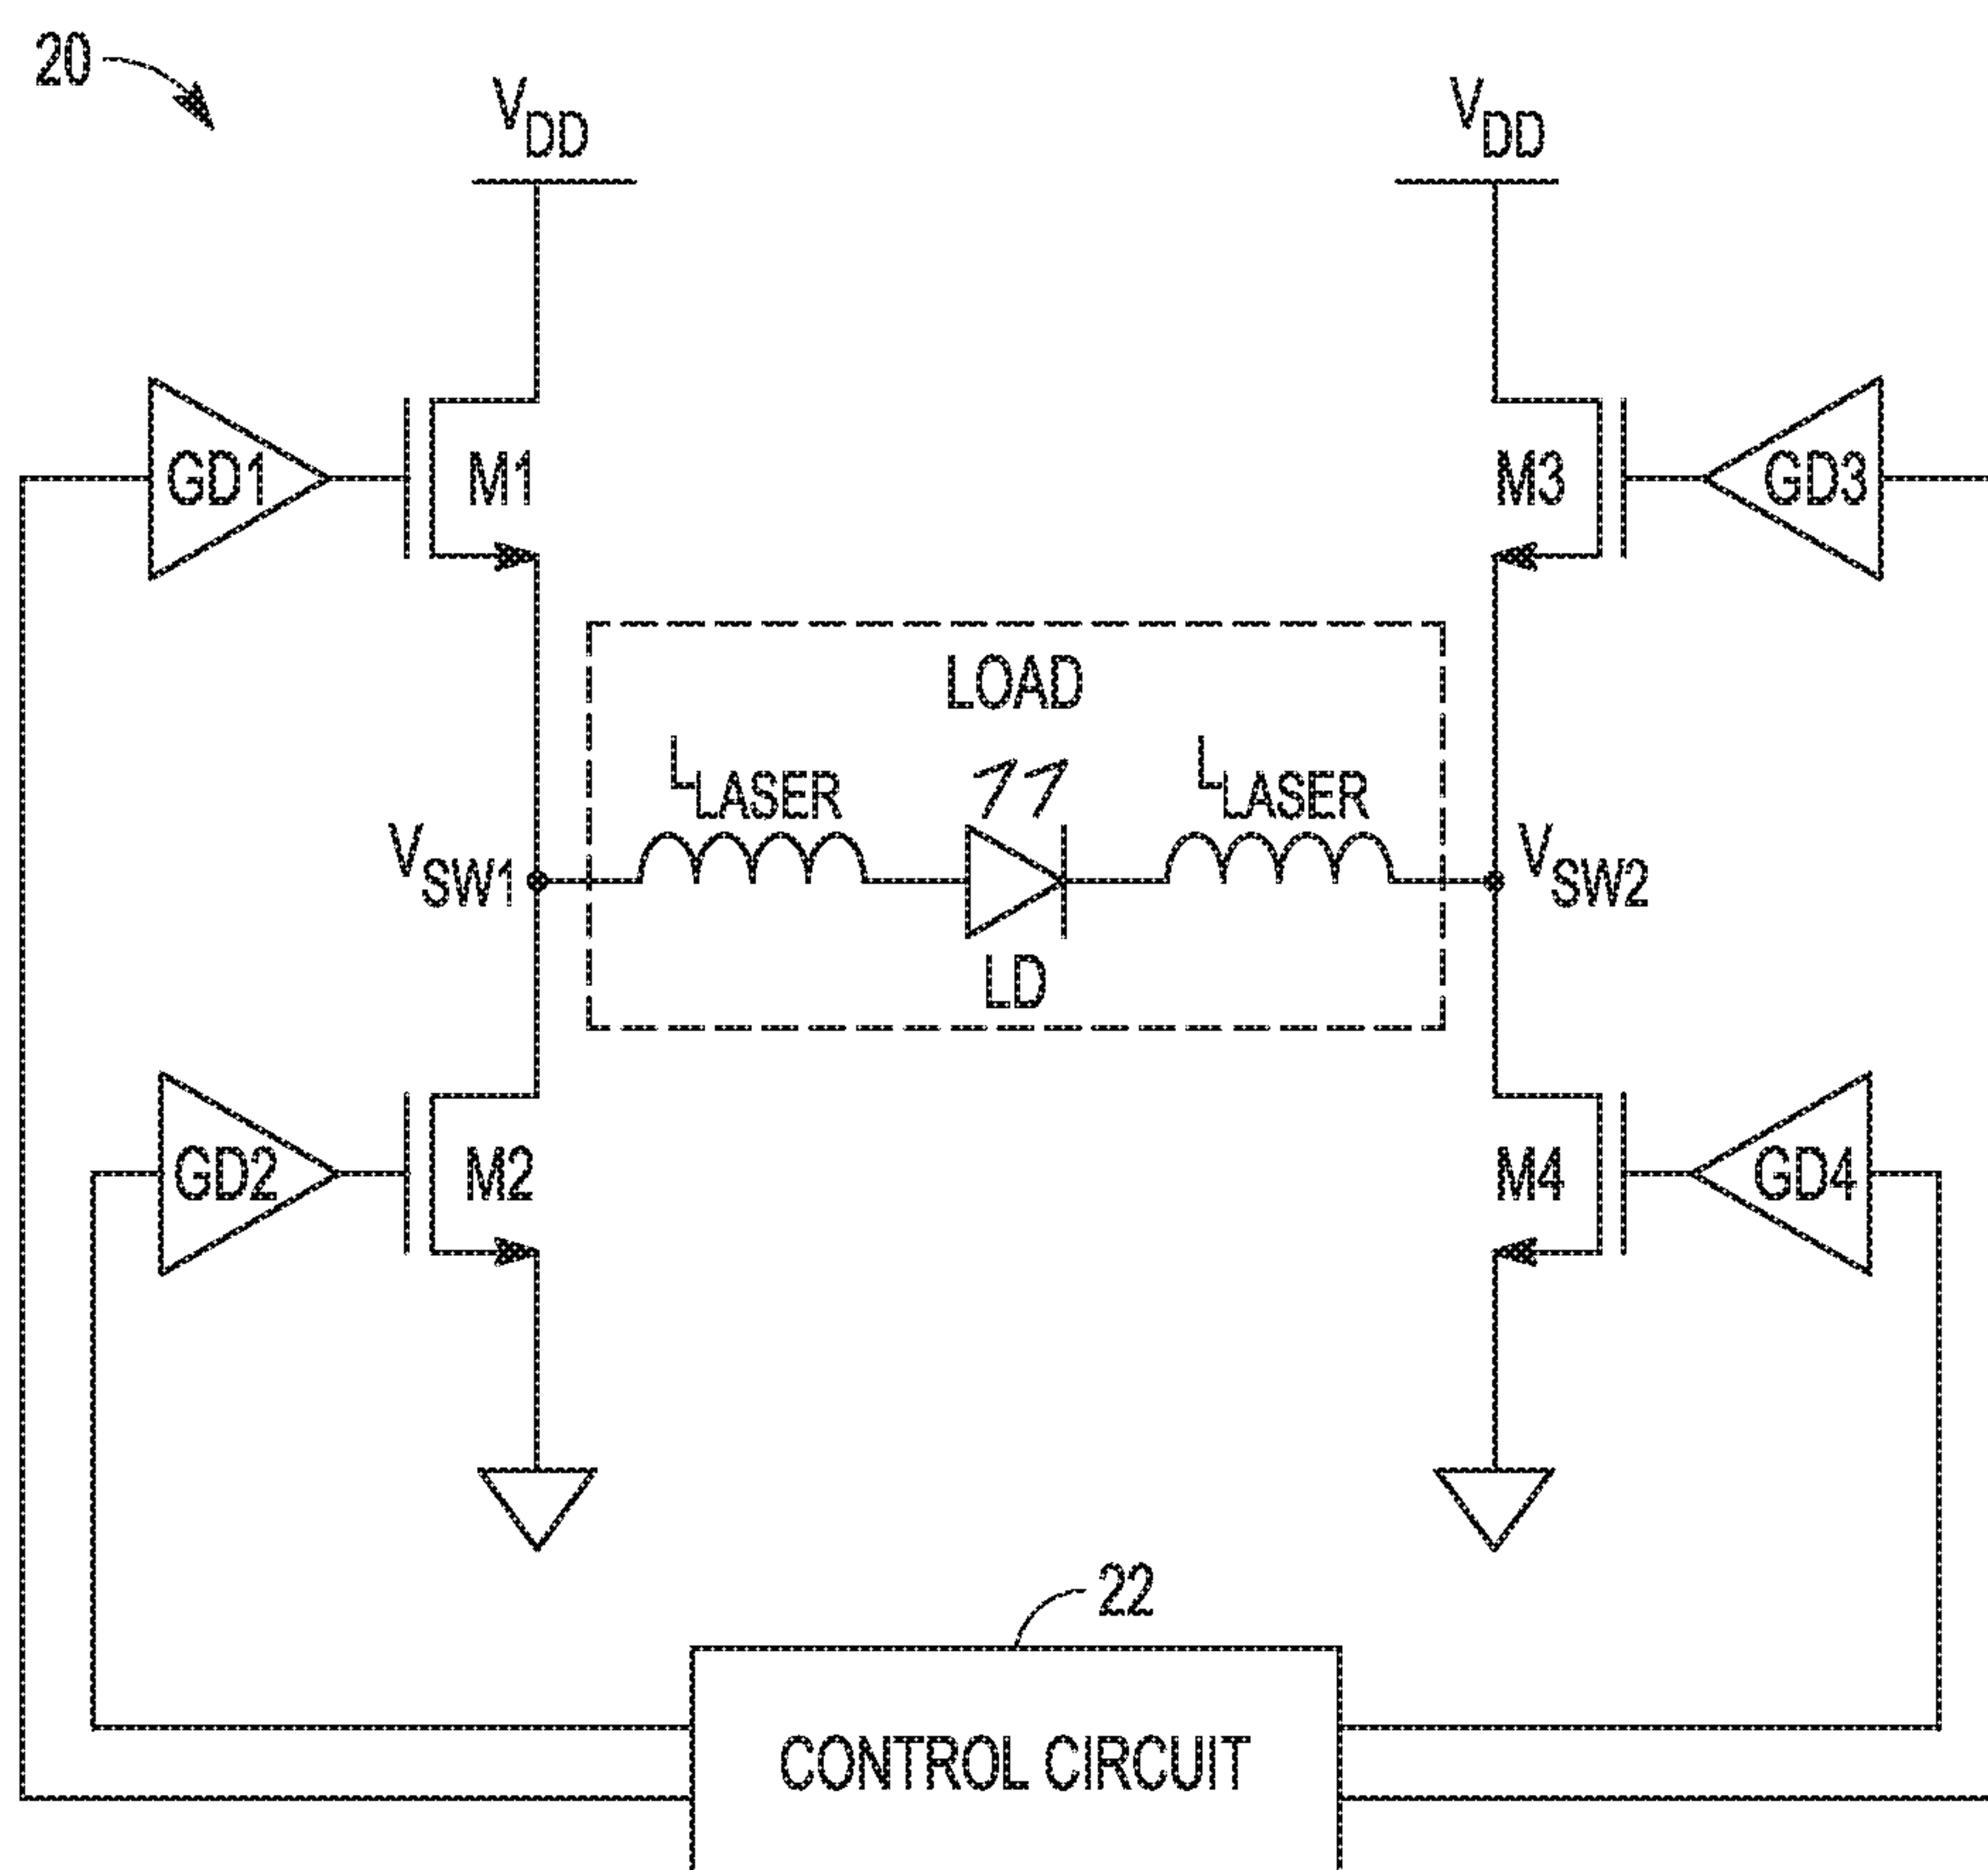 20
VDD
VDD
GD1
M1
M3
GD3
LOAD
LLASER
LLASER
VSW1
VSW2
LD
GD2
M2
M4
GD4
22
CONTROL CIRCUIT